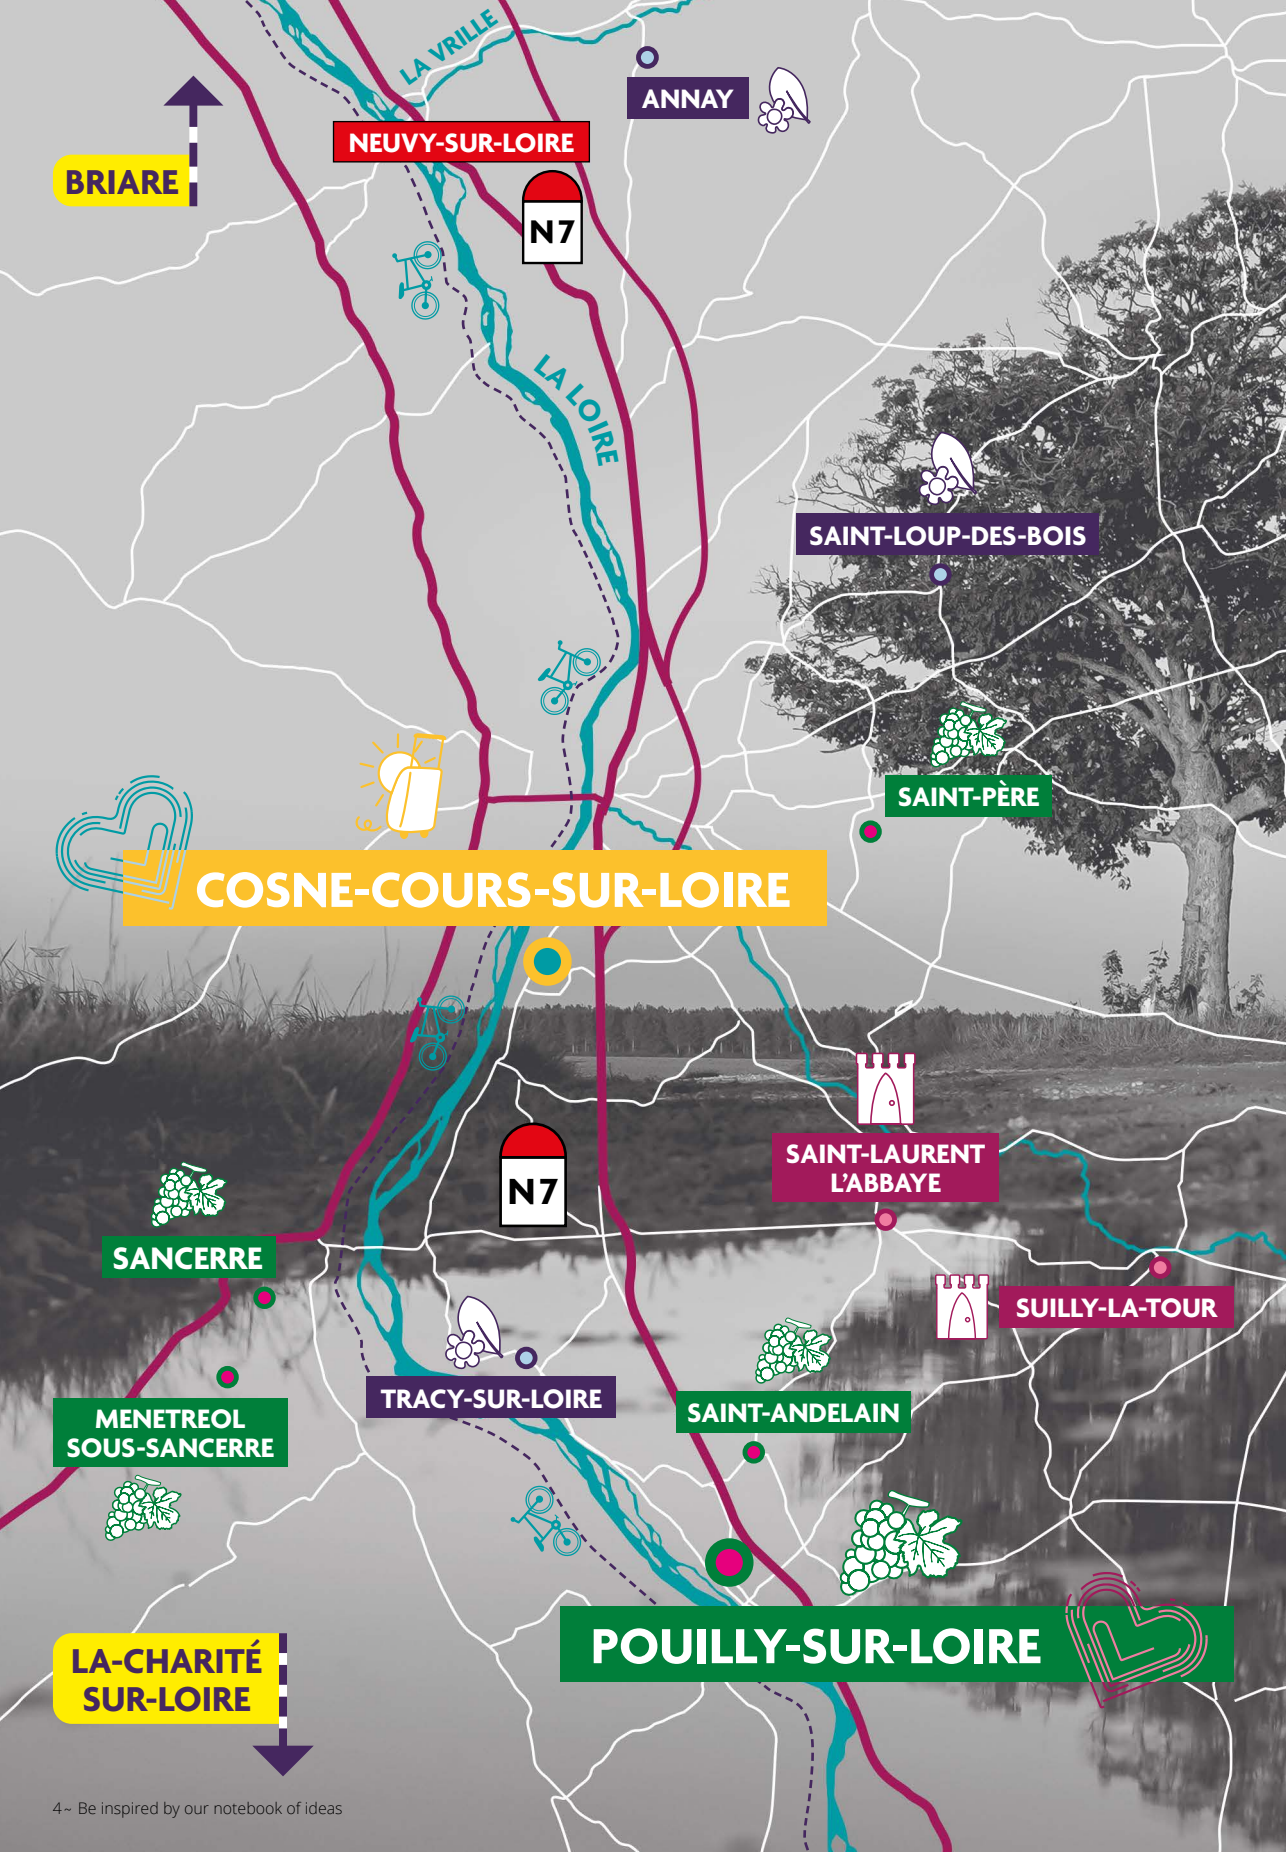 LA VRILLE
ANNAY
NEUVY-SUR-LOIRE
BRIARE
N7
LA LOIRE
SAINT-LOUP-DES-BOIS
SAINT-PÈRE
COSNE-COURS-SUR-LOIRE
SAINT-LAURENT
L’ABBAYE
N7
SANCERRE
SUILLY-LA-TOUR
TRACY-SUR-LOIRE
SAINT-ANDELAIN
MENETREOL
SOUS-SANCERRE
POUILLY-SUR-LOIRE
LA-CHARITÉ
SUR-LOIRE
4~ Be inspired by our notebook of ideas